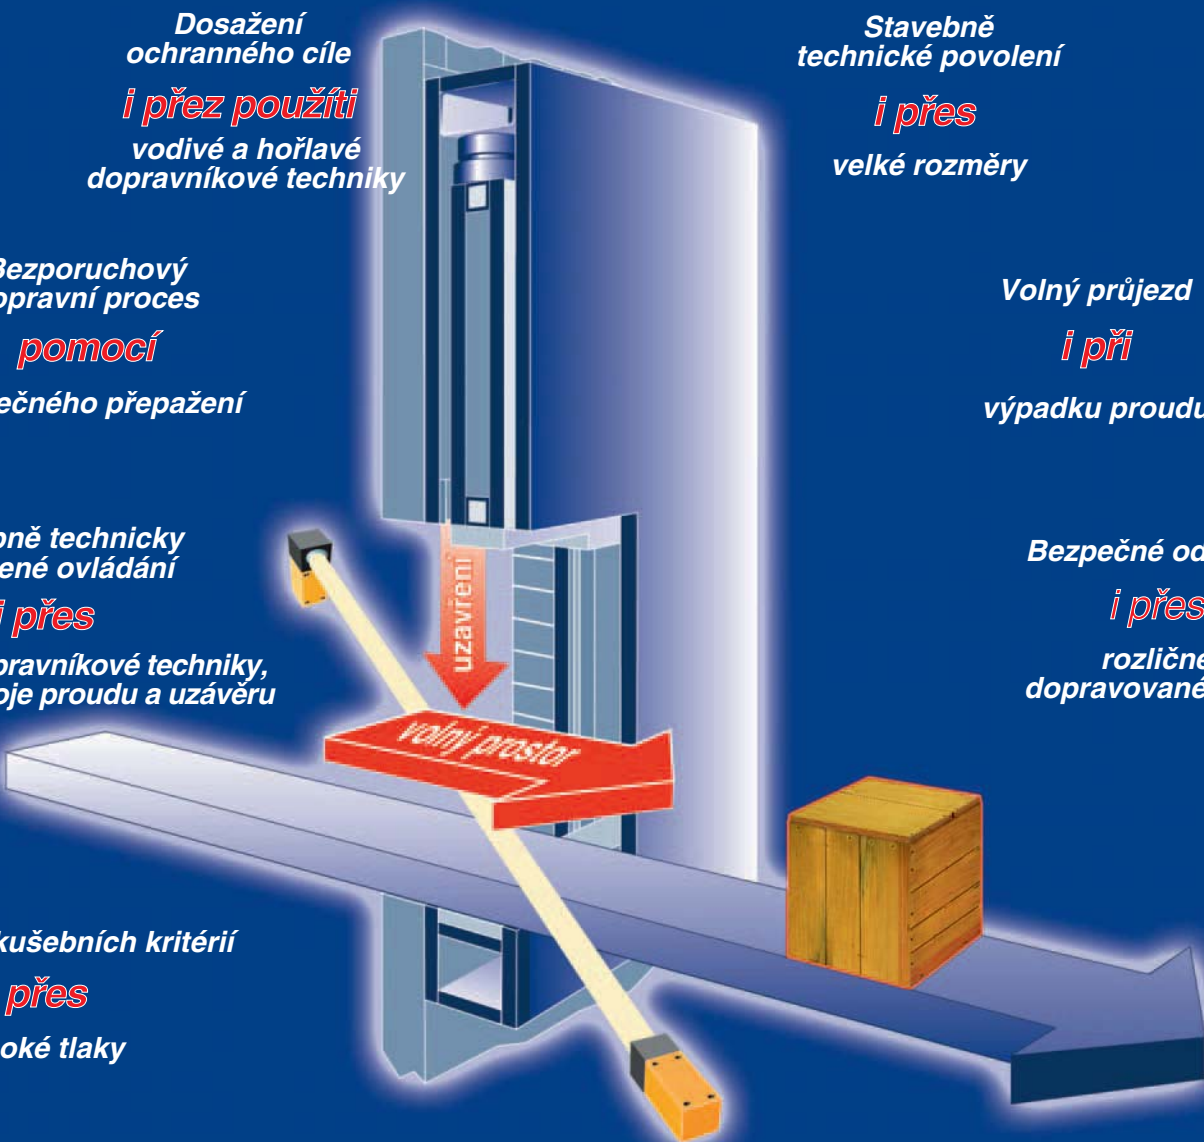 Dosažení
ochranného cíle
i přez použíti
vodivé a hořlavé
dopravníkové techniky
Stavebně
technické povolení
i přes
velké rozměry
Bezporuchový
opravní proces
pomocí
ečného přepažení
Volný průjezd
i při
výpadku proudu
bně technicky
ené ovládání
i přes
pravníkové techniky,
oje proudu a uzávěru
Bezpečné od
i přes
rozličné
dopravované
uzavření
volný prostor
kušebních kritérií
přes
oké tlaky